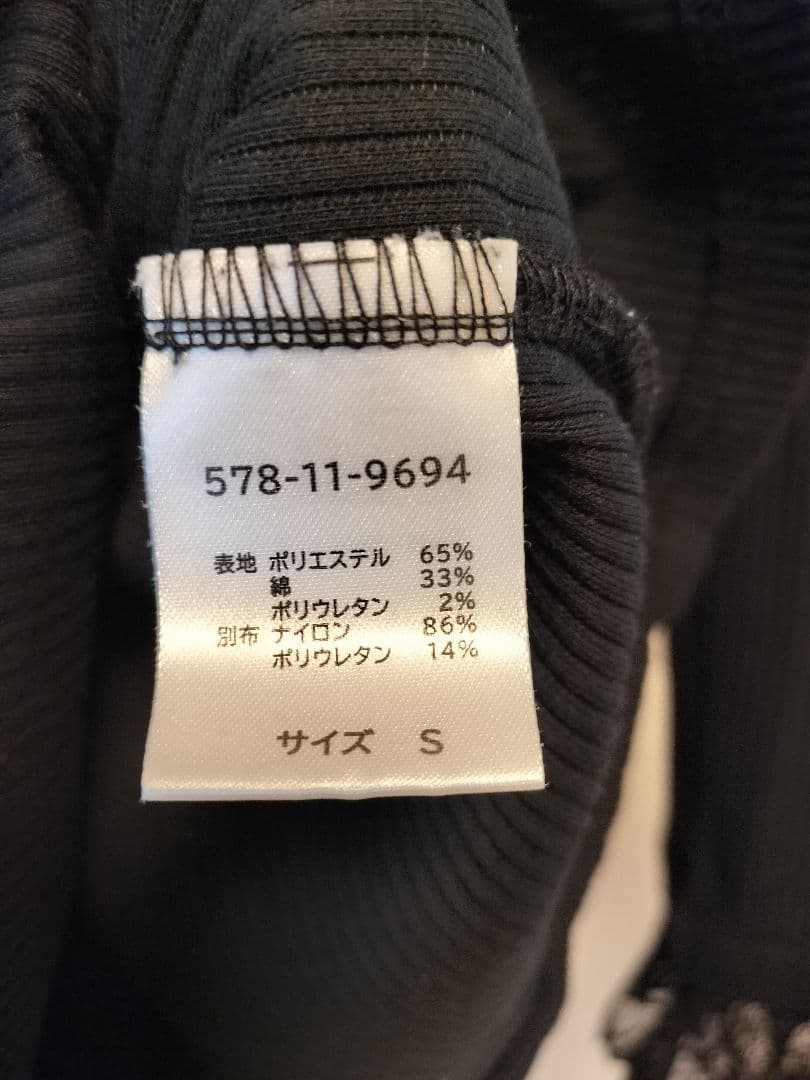 578-11-9694
表地 ポリエステル 65%
綿 33%
ポリウレタン 2%
別布 ナイロン 86%
ポリウレタン 14%
サイズ S